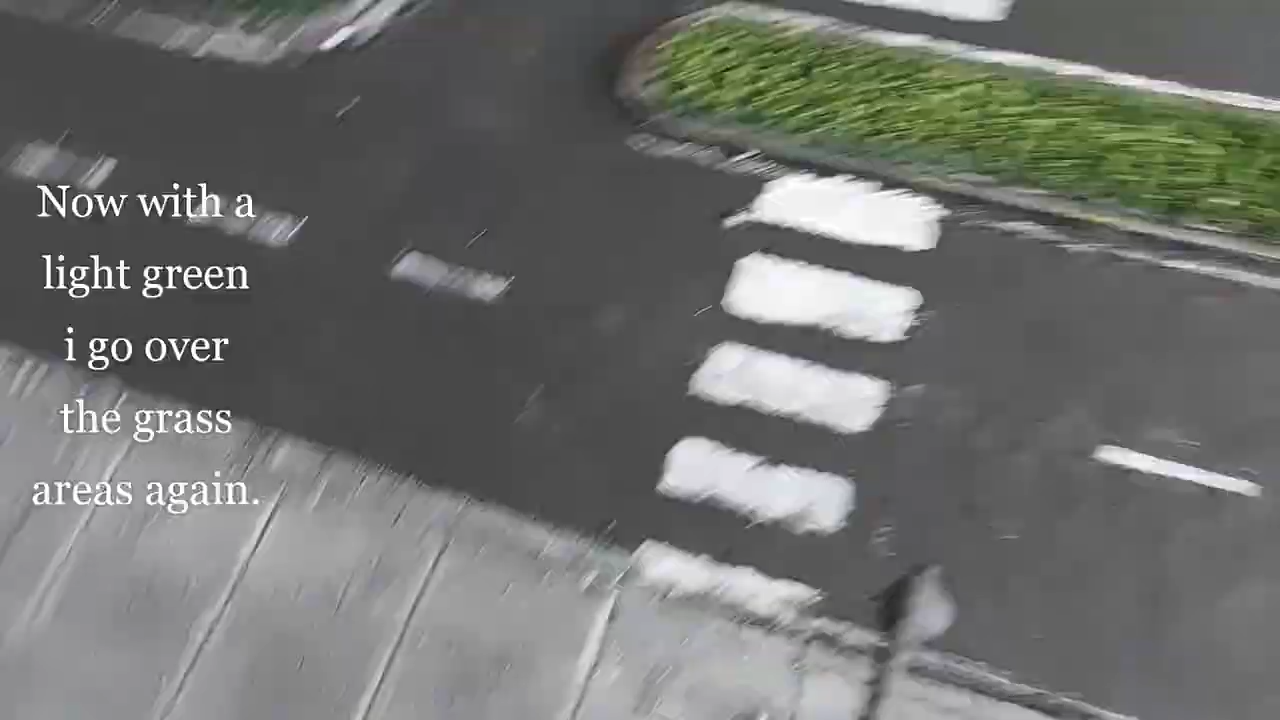 Now with a
light green
i go over
the grass
areas again.